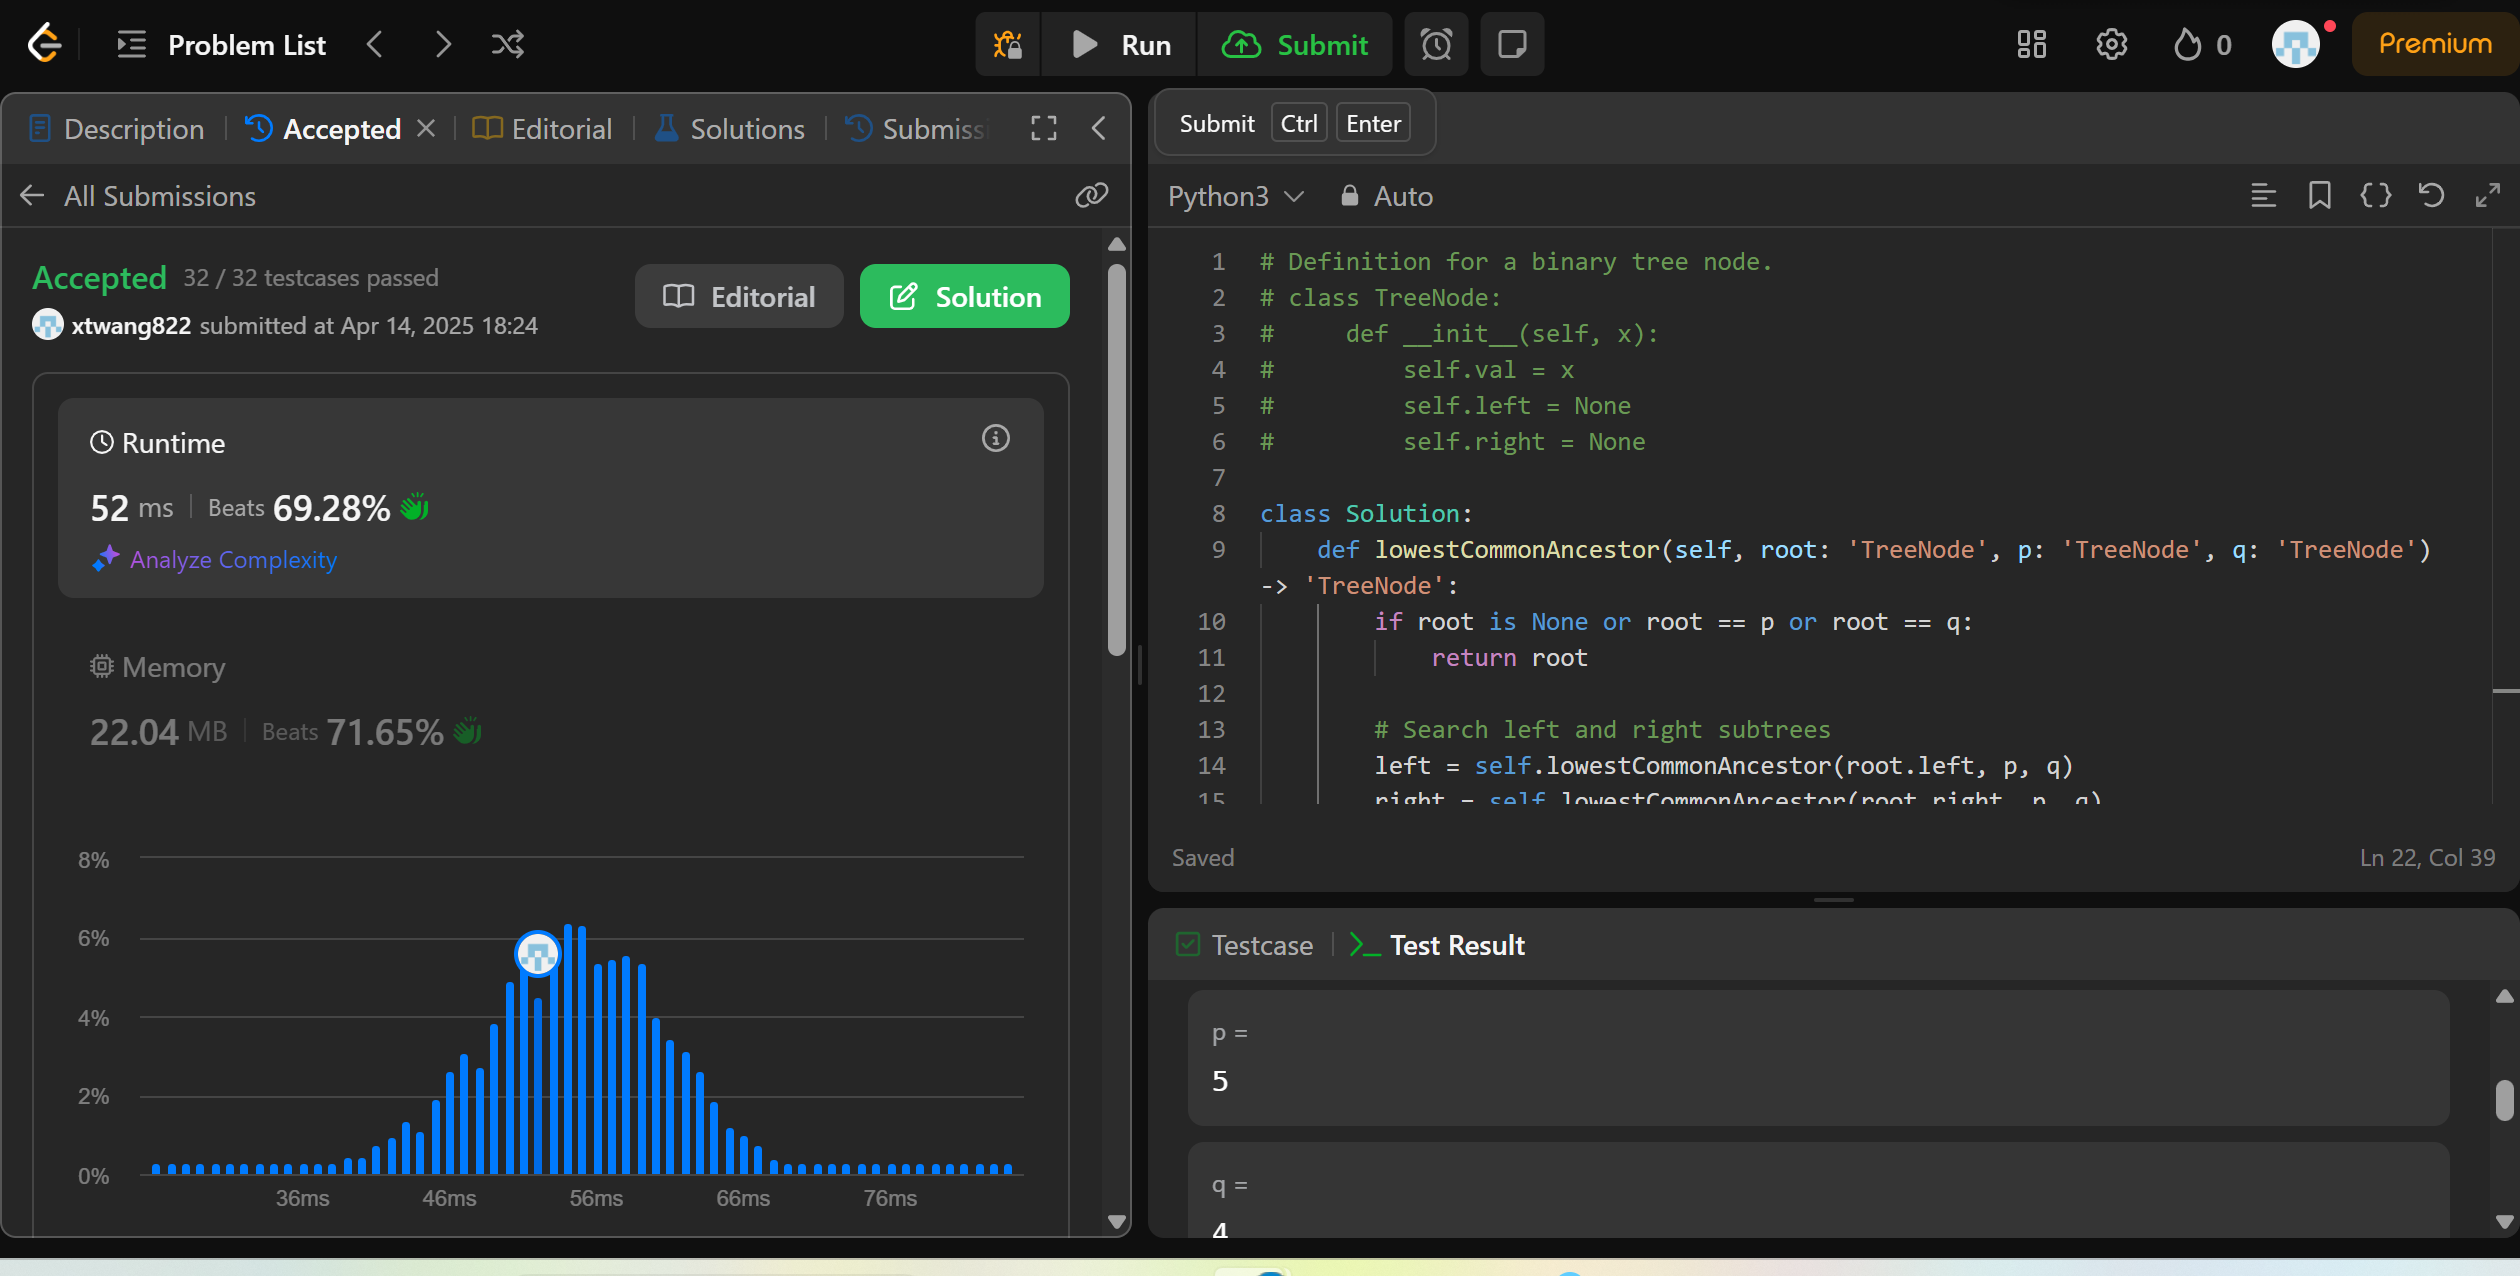 Problem List
Run
Submit
0
Premium
Description
Accepted
Editorial
Solutions
Submiss
Submit Ctrl Enter
All Submissions
Python3
Auto
Accepted 32 / 32 testcases passed
Editorial
Solution
xtwang822 submitted at Apr 14, 2025 18:24
Runtime
52 ms Beats 69.28%
Analyze Complexity
Memory
22.04 MB Beats 71.65%
8%
6%
4%
2%
0%
36ms 46ms 56ms 66ms 76ms
1 # Definition for a binary tree node.
2 # class TreeNode:
3 #     def __init__(self, x):
4 #         self.val = x
5 #         self.left = None
6 #         self.right = None
7
8 class Solution:
9     def lowestCommonAncestor(self, root: 'TreeNode', p: 'TreeNode', q: 'TreeNode')
-> 'TreeNode':
10         if root is None or root == p or root == q:
11             return root
12
13         # Search left and right subtrees
14         left = self.lowestCommonAncestor(root.left, p, q)
15         right = self.lowestCommonAncestor(root.right, p, q)
Saved
Ln 22, Col 39
Testcase
Test Result
p =
5
q =
4